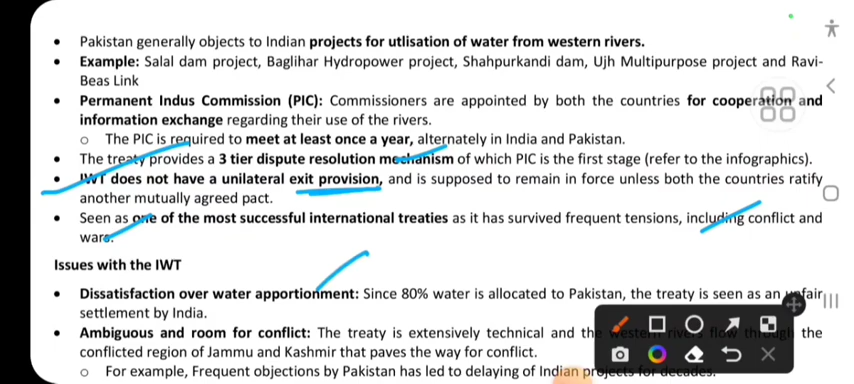 • Pakistan generally objects to Indian projects for utlisation of water from western rivers.
• Example: Salal dam project, Baglihar Hydropower project, Shahpurkandi dam, Ujh Multipurpose project and Ravi-
Beas Link
• Permanent Indus Commission (PIC): Commissioners are appointed by both the countries for cooperation and
information exchange regarding their use of the rivers.
o The PIC is required to meet at least once a year, alternately in India and Pakistan.
• The treaty provides a 3 tier dispute resolution mechanism of which PIC is the first stage (refer to the infographics).
• IWT does not have a unilateral exit provision, and is supposed to remain in force unless both the countries ratify
another mutually agreed pact.
• Seen as one of the most successful international treaties as it has survived frequent tensions, including conflict and
wars.
Issues with the IWT
• Dissatisfaction over water apportionment: Since 80% water is allocated to Pakistan, the treaty is seen as an unfair
settlement by India.
• Ambiguous and room for conflict: The treaty is extensively technical and the western rivers flow through the
conflicted region of Jammu and Kashmir that paves the way for conflict.
o For example, Frequent objections by Pakistan has led to delaying of Indian projects for decades.